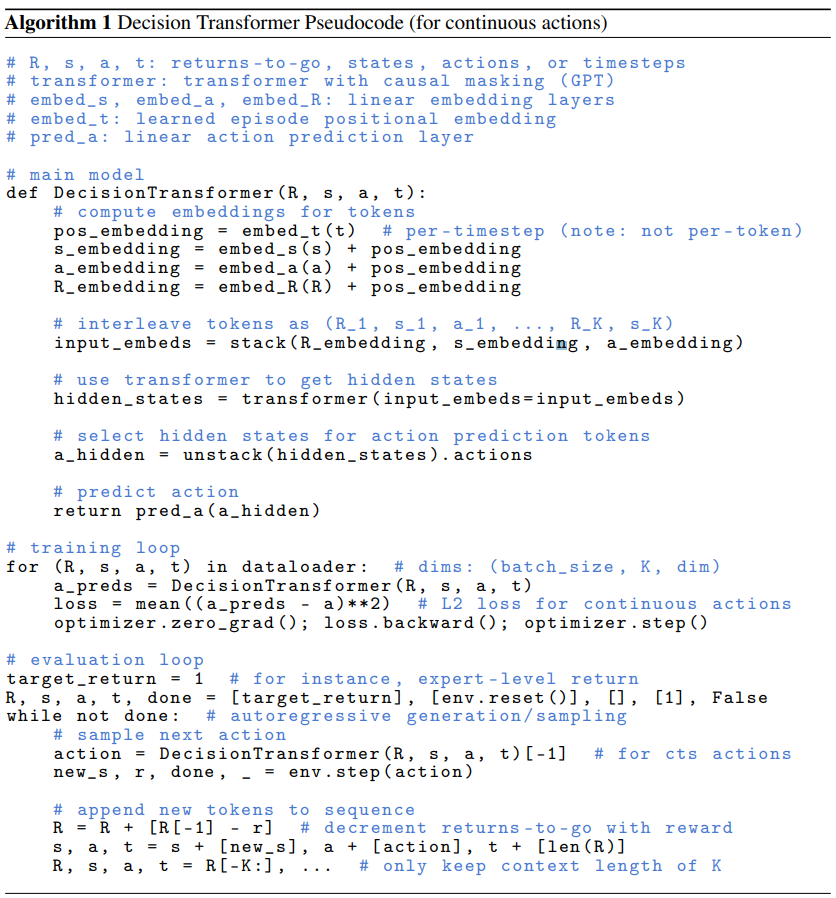 Algorithm 1 Decision Transformer Pseudocode (for continuous actions)
# R, s, a, t: returns-to-go, states, actions, or timesteps
# transformer: transformer with causal masking (GPT)
# embed_s, embed_a, embed_R: linear embedding layers
# embed_t: learned episode positional embedding
# pred_a: linear action prediction layer
# main model
def DecisionTransformer(R, s, a, t):
    # compute embeddings for tokens
    pos_embedding = embed_t(t)  # per-timestep (note: not per-token)
    s_embedding = embed_s(s) + pos_embedding
    a_embedding = embed_a(a) + pos_embedding
    R_embedding = embed_R(R) + pos_embedding
    # interleave tokens as (R_1, s_1, a_1, ..., R_K, s_K)
    input_embeds = stack(R_embedding, s_embedding, a_embedding)
    # use transformer to get hidden states
    hidden_states = transformer(input_embeds=input_embeds)
    # select hidden states for action prediction tokens
    a_hidden = unstack(hidden_states).actions
    # predict action
    return pred_a(a_hidden)
# training loop
for (R, s, a, t) in dataloader:  # dims: (batch_size, K, dim)
    a_preds = DecisionTransformer(R, s, a, t)
    loss = mean((a_preds - a)**2)  # L2 loss for continuous actions
    optimizer.zero_grad(); loss.backward(); optimizer.step()
# evaluation loop
target_return = 1  # for instance, expert-level return
R, s, a, t, done = [target_return], [env.reset()], [], [1], False
while not done:  # autoregressive generation/sampling
    # sample next action
    action = DecisionTransformer(R, s, a, t)[-1]  # for cts actions
    new_s, r, done, _ = env.step(action)
    # append new tokens to sequence
    R = R + [R[-1] - r]  # decrement returns-to-go with reward
    s, a, t = s + [new_s], a + [action], t + [len(R)]
    R, s, a, t = R[-K:], ...  # only keep context length of K